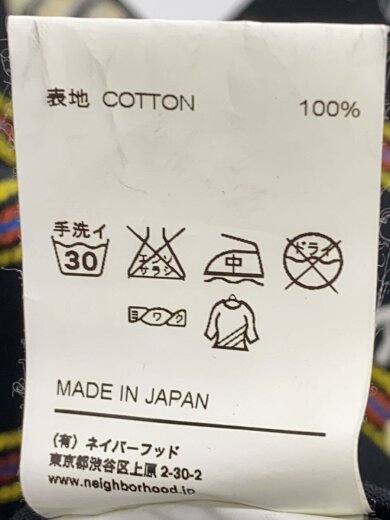 表地 COTTON 100%
手洗イ
30
エンソ
サラシ
中
ドライ
ヨワク
MADE IN JAPAN
(有) ネイバーフッド
東京都渋谷区上原 2-30-2
www.neighborhood.jp